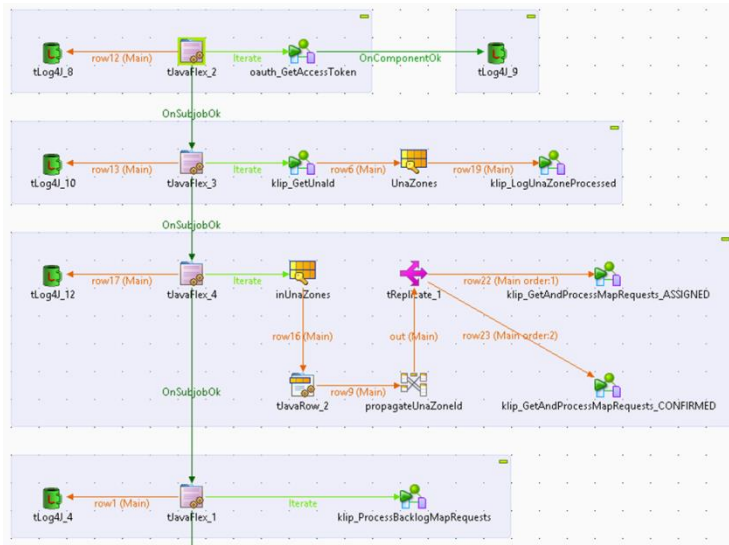 row12 (Main) Iterate OnComponentOk
tLog4J_8 tJavaFlex_2 oauth_GetAccessToken tLog4J_9
OnSubjobOk
row13 (Main) Iterate row6 (Main) row19 (Main)
tLog4J_10 tJavaFlex_3 klip_GetUnaId UnaZones klip_LogUnaZoneProcessed
OnSubjobOk
row17 (Main) Iterate row22 (Main order:1)
tLog4J_12 tJavaFlex_4 inUnaZones tReplicate_1 klip_GetAndProcessMapRequests_ASSIGNED
row16 (Main) out (Main) row23 (Main order:2)
OnSubjobOk row9 (Main)
tJavaRow_2 propagateUnaZoneId klip_GetAndProcessMapRequests_CONFIRMED
row1 (Main) Iterate
tLog4J_4 tJavaFlex_1 klip_ProcessBacklogMapRequests